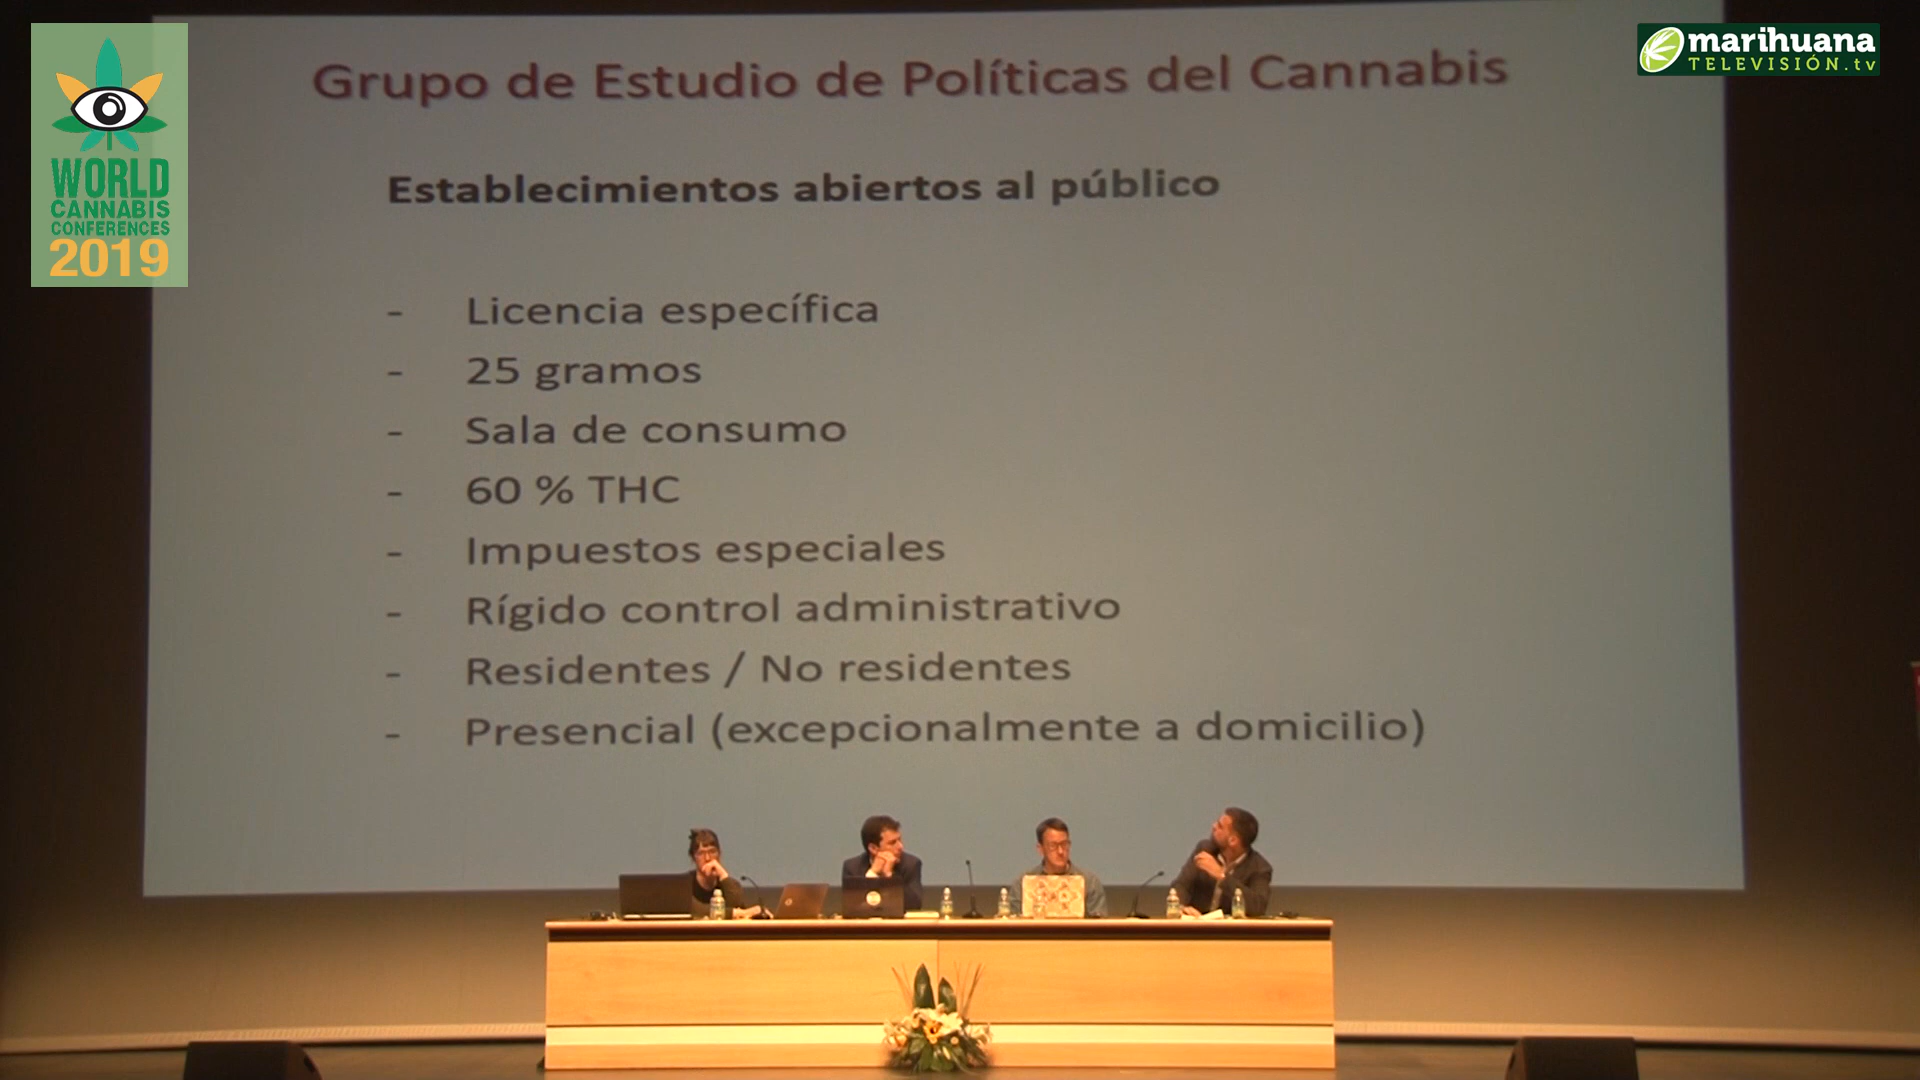 WORLD
CANNABIS
CONFERENCES
2019
marihuana
TELEVISIÓN.tv
Grupo de Estudio de Políticas del Cannabis
Establecimientos abiertos al público
- Licencia específica
- 25 gramos
- Sala de consumo
- 60 % THC
- Impuestos especiales
- Rígido control administrativo
- Residentes / No residentes
- Presencial (excepcionalmente a domicilio)